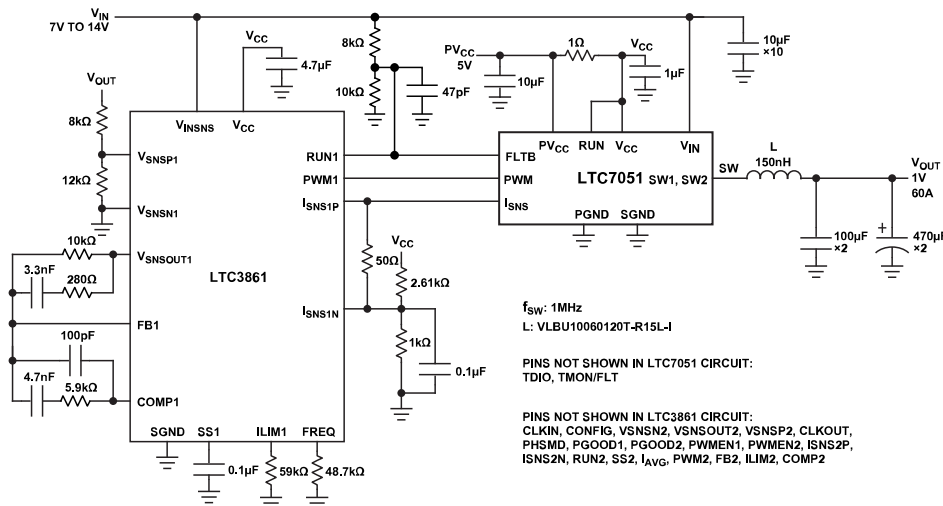 VIN
7V TO 14V
VCC
4.7µF
8kΩ
10kΩ
47pF
PVCC
5V
1Ω
VCC
10µF
1µF
10µF
×10
VOUT
8kΩ
12kΩ
VINSNS
VCC
VSNSP1
VSNSN1
RUN1
PWM1
ISNS1P
FLTB
PWM
ISNS
PVCC
RUN
VCC
VIN
LTC7051
SW1, SW2
PGND
SGND
SW
L
150nH
VOUT
1V
60A
100µF
×2
+
470µF
×2
10kΩ
3.3nF
280Ω
VSNSOUT1
LTC3861
50Ω
VCC
2.61kΩ
ISNS1N
1kΩ
0.1µF
FB1
100pF
4.7nF
5.9kΩ
COMP1
SGND
SS1
ILIM1
FREQ
0.1µF
59kΩ
48.7kΩ
fSW: 1MHz
L: VLBU10060120T-R15L-I
PINS NOT SHOWN IN LTC7051 CIRCUIT:
TDIO, TMON/FLT
PINS NOT SHOWN IN LTC3861 CIRCUIT:
CLKIN, CONFIG, VSNSN2, VSNSOUT2, VSNSP2, CLKOUT,
PHSMD, PGOOD1, PGOOD2, PWMEN1, PWMEN2, ISNS2P,
ISNS2N, RUN2, SS2, IAVG, PWM2, FB2, ILIM2, COMP2